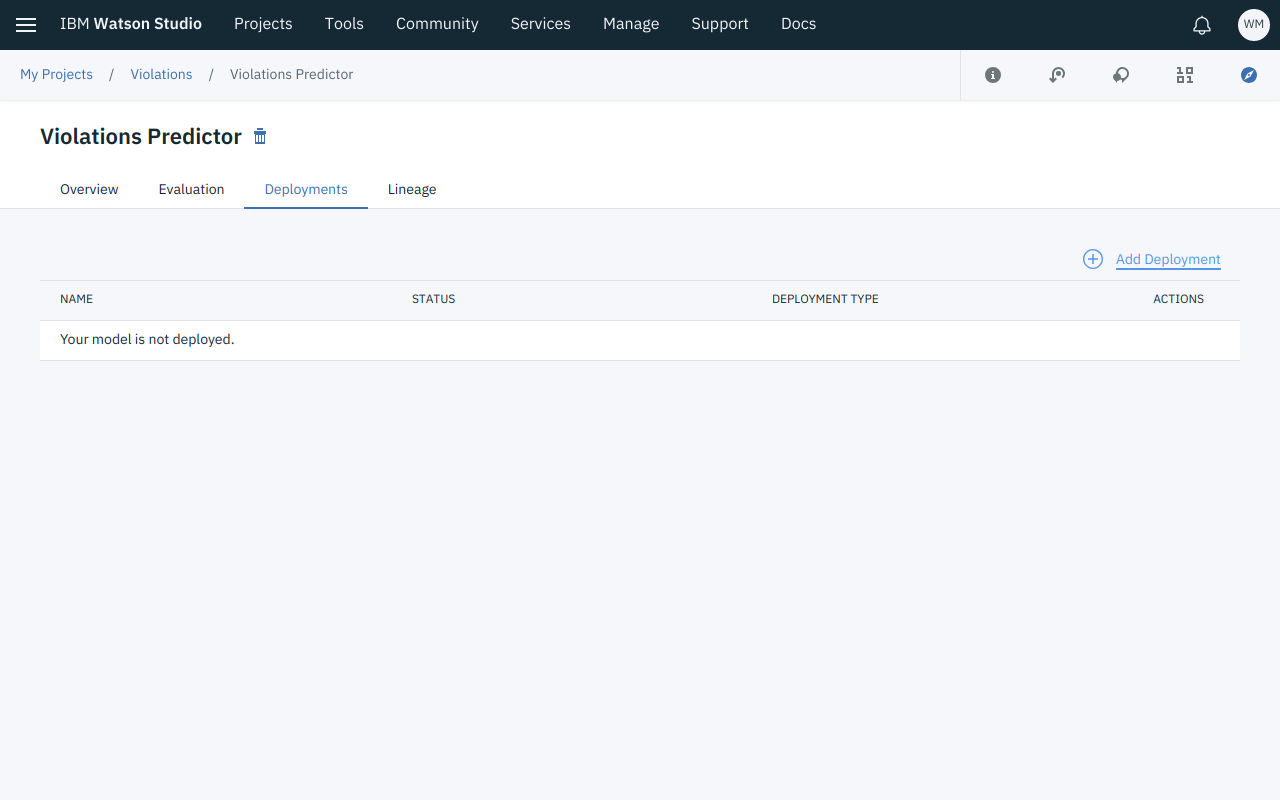 IBM Watson Studio Projects Tools Community Services Manage Support Docs WM
My Projects / Violations / Violations Predictor
Violations Predictor
Overview Evaluation Deployments Lineage
Add Deployment
NAME STATUS DEPLOYMENT TYPE ACTIONS
Your model is not deployed.